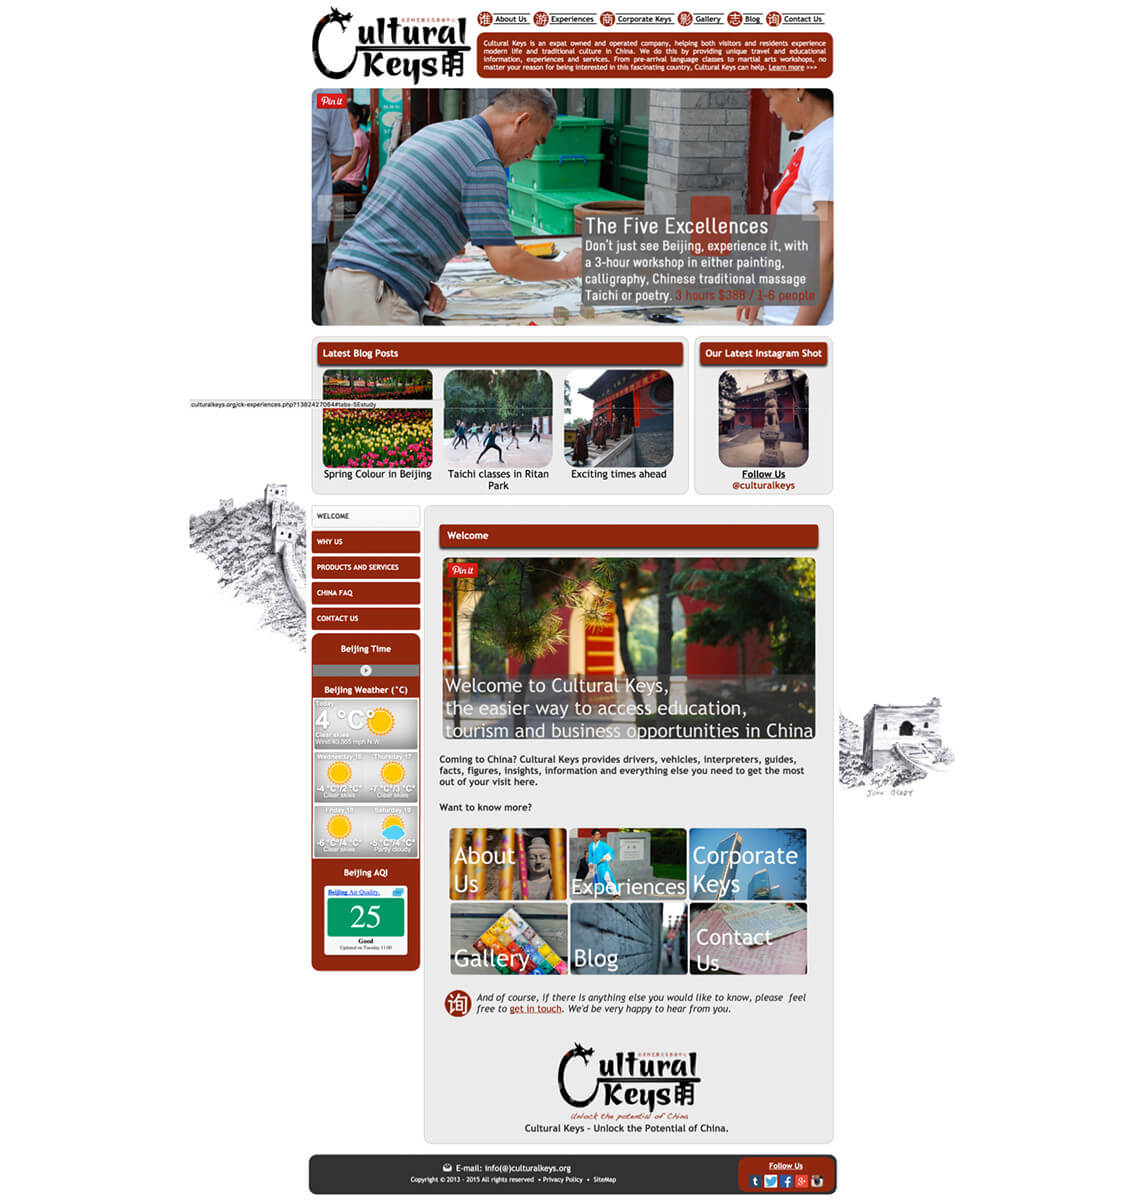 Cultural
Keys明
谁 About Us 游 Experiences 商 Corporate Keys 影 Gallery 志 Blog 询 Contact Us
Cultural Keys is an expat owned and operated company, helping both visitors and residents experience
modern life and traditional culture in China. We do this by providing unique travel and educational
information, experiences and services. From pre-arrival language classes to martial arts workshops, no
matter your reason for being interested in this fascinating country, Cultural Keys can help. Learn more >>>
Pin it
The Five Excellences
Don't just see Beijing, experience it, with
a 3-hour workshop in either painting,
calligraphy, Chinese traditional massage
Taichi or poetry. 3 hours $388 / 1-6 people
Latest Blog Posts
Our Latest Instagram Shot
culturalkeys.org/ck-experiences.php?1382427064#tabs-5Estudy
Spring Colour in Beijing
Taichi classes in Ritan
Park
Exciting times ahead
Follow Us
@culturalkeys
WELCOME
WHY US
PRODUCTS AND SERVICES
CHINA FAQ
CONTACT US
Beijing Time
Beijing Weather (°C)
Today
4 °C
Clear skies
Wind:40.365 mph N.W.
Wednesday 16 Thursday 17
-4 °C/2 °C -7 °C/3 °C
Clear skies Clear skies
Friday 18 Saturday 19
-6 °C/4 °C -5 °C/4 °C
Clear skies Partly cloudy
Beijing AQI
Beijing Air Quality.
25
Good
Updated on Tuesday 11:00
Welcome
Pin it
Welcome to Cultural Keys,
the easier way to access education,
tourism and business opportunities in China
Coming to China? Cultural Keys provides drivers, vehicles, interpreters, guides,
facts, figures, insights, information and everything else you need to get the most
out of your visit here.
Want to know more?
About
Us
Experiences
Corporate
Keys
Gallery
Blog
Contact
Us
询 And of course, if there is anything else you would like to know, please feel
free to get in touch. We'd be very happy to hear from you.
Cultural
Keys明
Unlock the potential of China
Cultural Keys - Unlock the Potential of China.
JOHN BRADY
E-mail: info(@)culturalkeys.org
Copyright © 2013 - 2015 All rights reserved • Privacy Policy • SiteMap
Follow Us